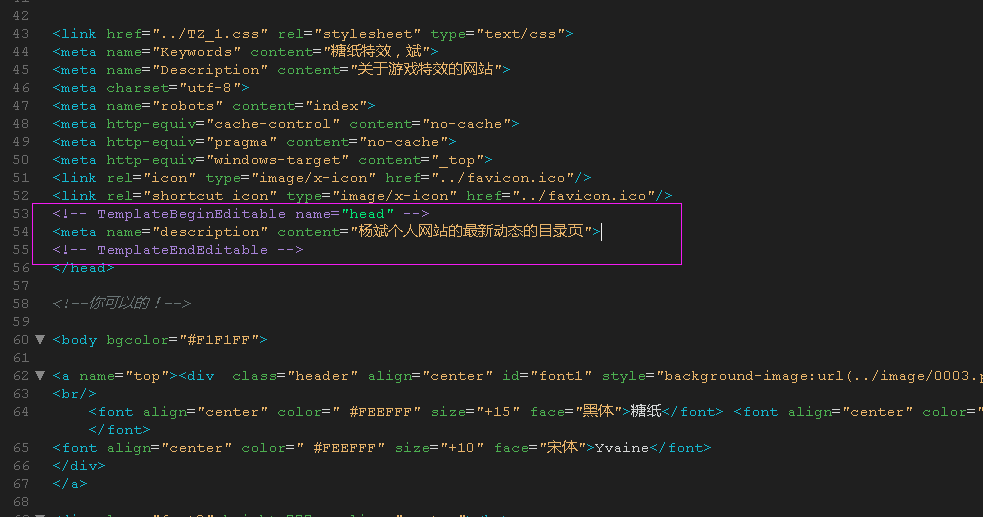 42
43 <link href="../TZ_1.css" rel="stylesheet" type="text/css">
44 <meta name="Keywords" content="糖纸特效，斌">
45 <meta name="Description" content="关于游戏特效的网站">
46 <meta charset="utf-8">
47 <meta name="robots" content="index">
48 <meta http-equiv="cache-control" content="no-cache">
49 <meta http-equiv="pragma" content="no-cache">
50 <meta http-equiv="windows-target" content="_top">
51 <link rel="icon" type="image/x-icon" href="../favicon.ico"/>
52 <link rel="shortcut icon" type="image/x-icon" href="../favicon.ico"/>
53 <!-- TemplateBeginEditable name="head" -->
54 <meta name="description" content="杨斌个人网站的最新动态的目录页">
55 <!-- TemplateEndEditable -->
56 </head>
57
58 <!--你可以的！-->
59
60 ▼ <body bgcolor="#F1F1FF">
61
62 ▼ <a name="top"><div  class="header" align="center" id="font1" style="background-image:url(../image/0003.p
63 <br/>
64 <font align="center" color=" #FEEFFF" size="+15" face="黑体">糖纸</font> <font align="center" color="
</font>
65 <font align="center" color=" #FEEFFF" size="+10" face="宋体">Yvaine</font>
66 </div>
67 </a>
68